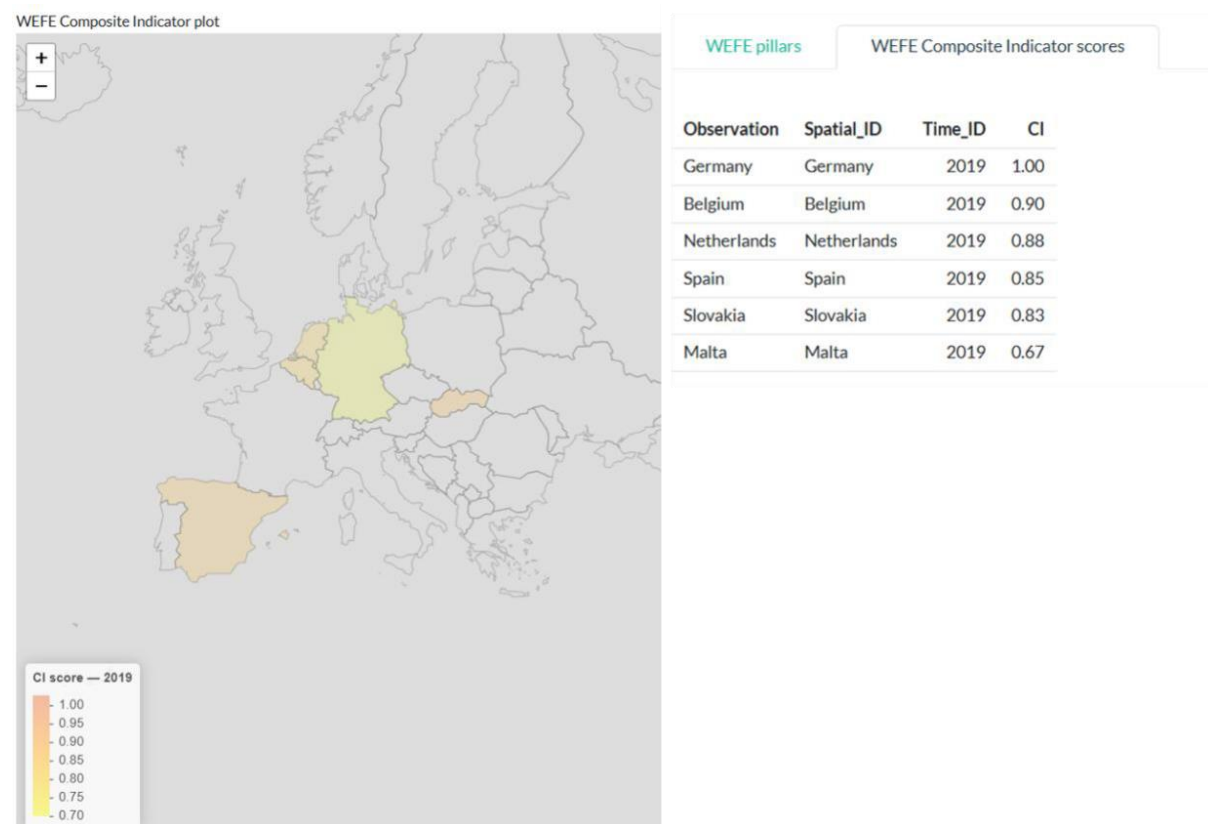 WEFE Composite Indicator plot
+
−
CI score — 2019
1.00
0.95
0.90
0.85
0.80
0.75
0.70
WEFE pillars WEFE Composite Indicator scores
Observation Spatial_ID Time_ID CI
Germany Germany 2019 1.00
Belgium Belgium 2019 0.90
Netherlands Netherlands 2019 0.88
Spain Spain 2019 0.85
Slovakia Slovakia 2019 0.83
Malta Malta 2019 0.67